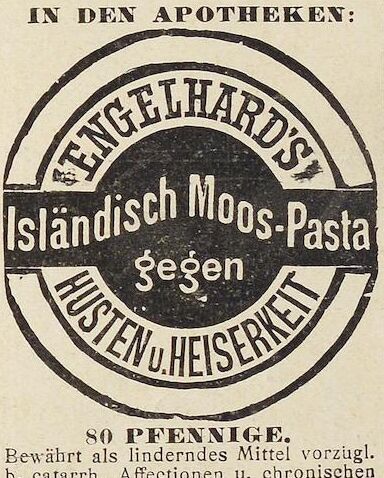 IN DEN APOTHEKEN:
ENGELHARD'S
Isländisch Moos-Pasta
gegen
HUSTEN u. HEISERKEIT
80 PFENNIGE.
Bewährt als linderndes Mittel vorzügl.
b. catarrh. Affectionen u. chronischen